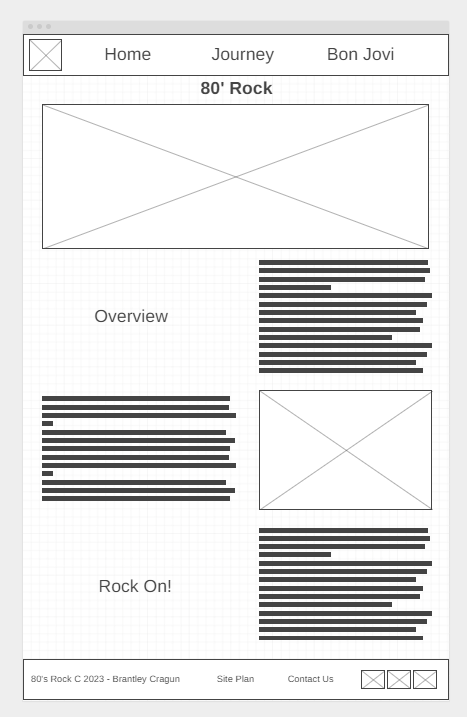 Home Journey Bon Jovi
80' Rock
Overview
Rock On!
80's Rock C 2023 - Brantley Cragun Site Plan Contact Us